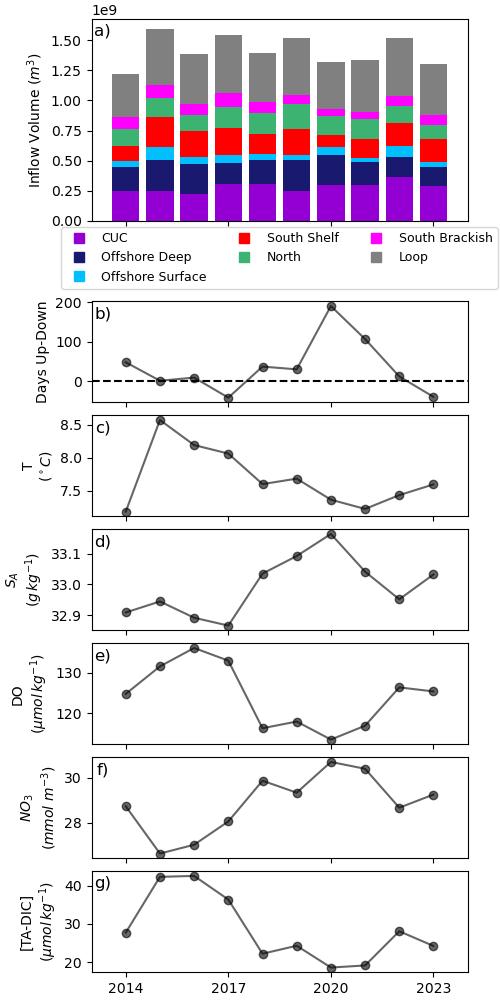 1e9
a)
Inflow Volume (m³)
1.50
1.25
1.00
0.75
0.50
0.25
0.00
CUC
South Shelf
South Brackish
Offshore Deep
North
Loop
Offshore Surface
b)
Days Up-Down
200
100
0
c)
T
(°C)
8.5
8.0
7.5
d)
S_A
(g kg⁻¹)
33.1
33.0
32.9
e)
DO
(μmol kg⁻¹)
130
120
f)
NO₃
(mmol m⁻³)
30
28
g)
[TA-DIC]
(μmol kg⁻¹)
40
30
20
2014
2017
2020
2023